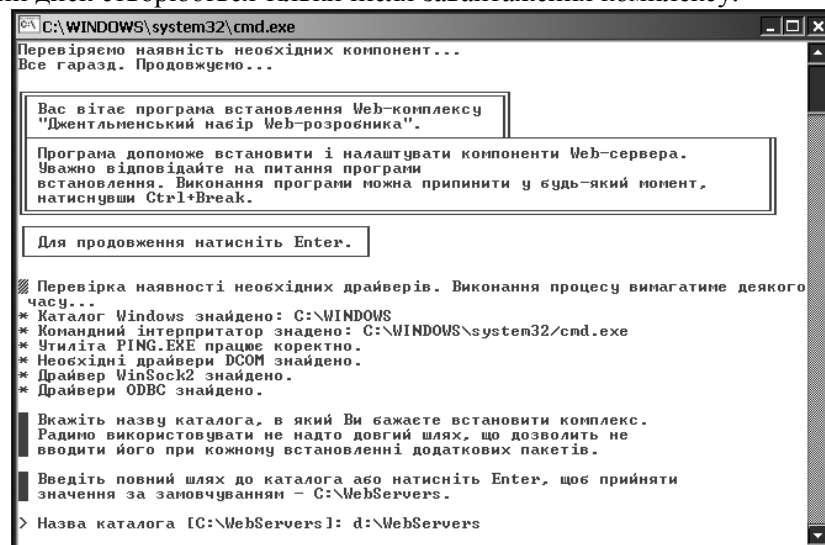 диск створюється тільки після завантаження комплексу.
C:\WINDOWS\system32\cmd.exe
Перевіряємо наявність необхідних компонент...
Все гаразд. Продовжуємо...
Вас вітає програма встановлення Web-комплексу
"Джентльменський набір Web-розробника".
Програма допоможе встановити і налаштувати компоненти Web-сервера.
Уважно відповідайте на питання програми
встановлення. Виконання програми можна припинити у будь-який момент,
натиснувши Ctrl+Break.
Для продовження натисніть Enter.
Перевірка наявності необхідних драйверів. Виконання процесу вимагатиме деякого
часу...
* Каталог Windows знайдено: C:\WINDOWS
* Командний інтерпритатор знадено: C:\WINDOWS\system32/cmd.exe
* Утиліта PING.EXE працює коректно.
* Необхідні драйвери DCOM знайдено.
* Драйвер WinSock2 знайдено.
* Драйвери ODBC знайдено.
Вкажіть назву каталога, в який Ви бажаєте встановити комплекс.
Радимо використовувати не надто довгий шлях, що дозволить не
вводити його при кожному встановленні додаткових пакетів.
Введіть повний шлях до каталога або натисніть Enter, щоб прийняти
значення за замовчуванням - C:\WebServers.
> Назва каталога [C:\WebServers]: d:\WebServers